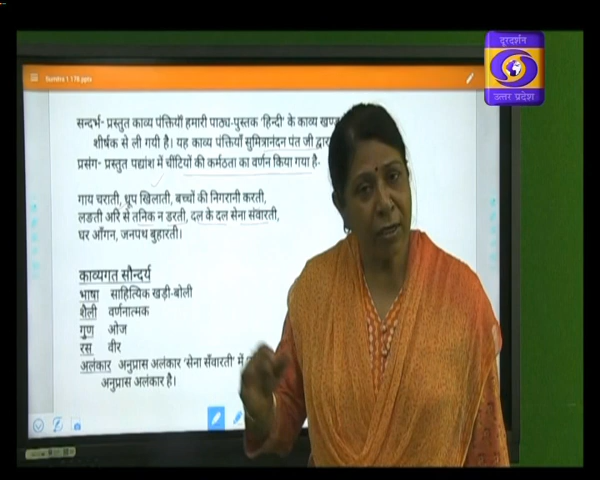 दूरदर्शन
उत्तर प्रदेश
Sumitra 1 178 pptx
सन्दर्भ- प्रस्तुत काव्य पंक्तियाँ हमारी पाठ्य-पुस्तक 'हिन्दी' के काव्य खण्ड
शीर्षक से ली गयी है। यह काव्य पंक्तियाँ सुमित्रानंदन पंत जी द्वारा
प्रसंग- प्रस्तुत पद्यांश में चींटियों की कर्मठता का वर्णन किया गया है-
गाय चराती, धूप खिलाती, बच्चों की निगरानी करती,
लडती अरि से तनिक न डरती, दल के दल सेना संवारती,
घर आँगन, जनपथ बुहारती।
काव्यगत सौन्दर्य
भाषा साहित्यिक खड़ी-बोली
शैली वर्णनात्मक
गुण ओज
रस वीर
अलंकार अनुप्रास अलंकार 'सेना सँवारती' में
अनुप्रास अलंकार है।